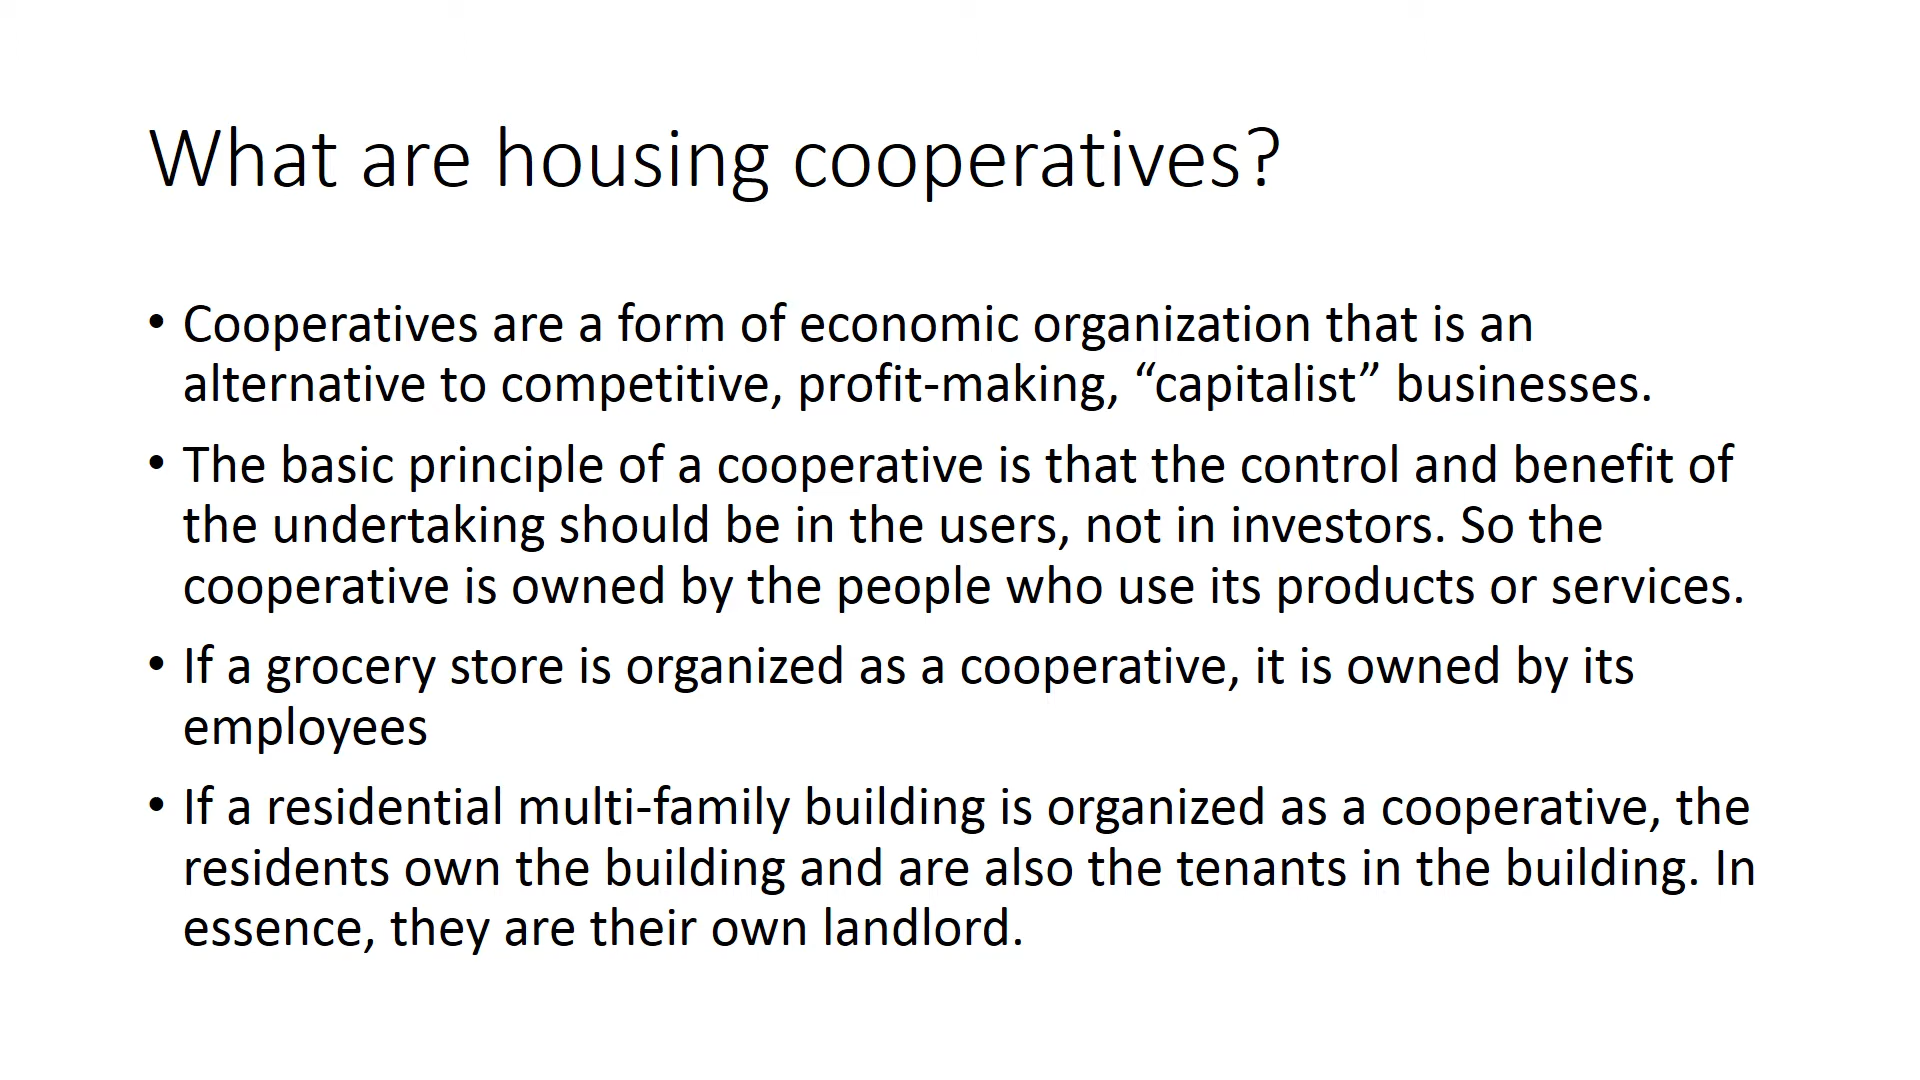 What are housing cooperatives?
• Cooperatives are a form of economic organization that is an
alternative to competitive, profit-making, “capitalist” businesses.
• The basic principle of a cooperative is that the control and benefit of
the undertaking should be in the users, not in investors. So the
cooperative is owned by the people who use its products or services.
• If a grocery store is organized as a cooperative, it is owned by its
employees
• If a residential multi-family building is organized as a cooperative, the
residents own the building and are also the tenants in the building. In
essence, they are their own landlord.